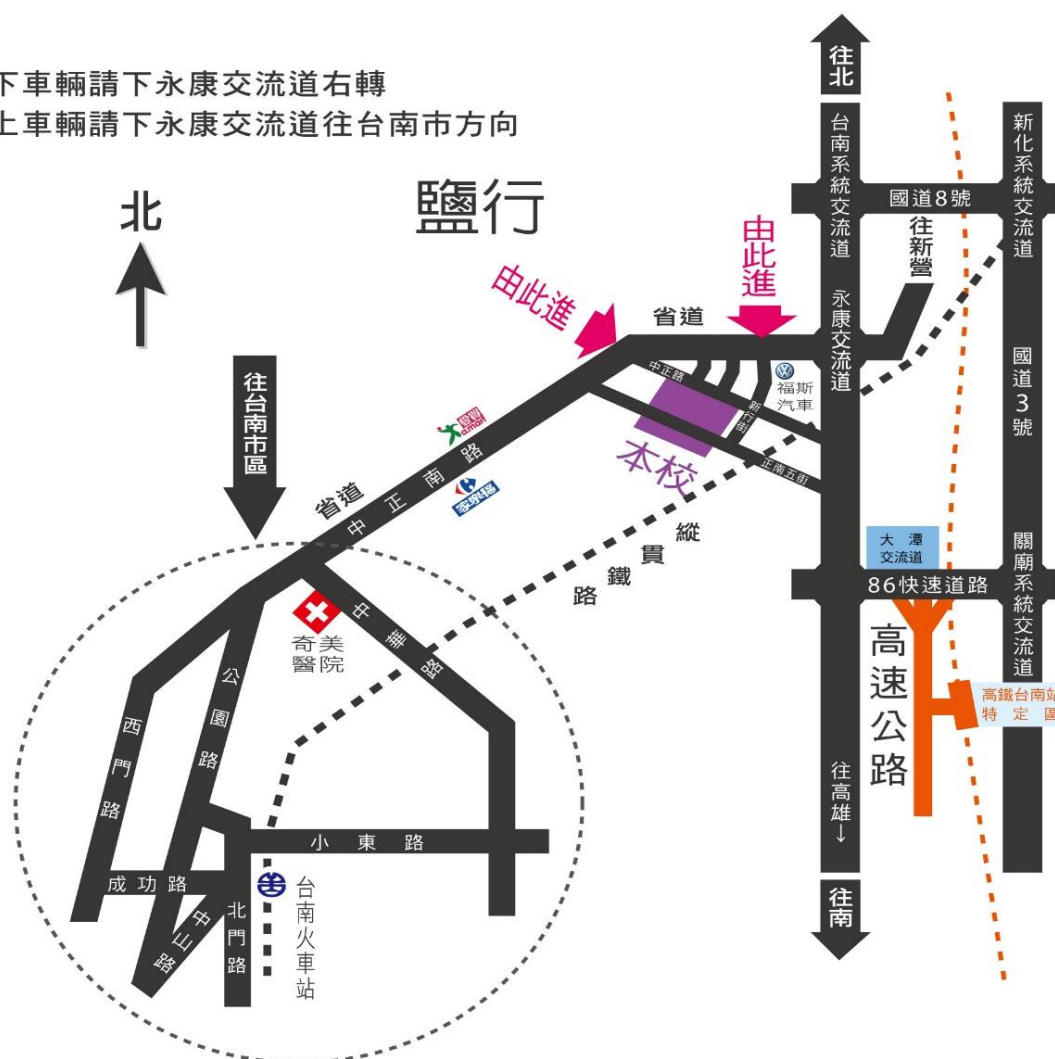 下車輛請下永康交流道右轉
上車輛請下永康交流道往台南市方向
北
鹽行
往北
台南系統交流道
新化系統交流道
國道8號
往新營
由此進
由此進
省道
永康交流道
國道3號
中正路
福斯
汽車
新行街
本校
正南五街
往台南市區
愛買
a.mart
家樂福
省道
中正南路
縱貫鐵路
大潭
交流道
86快速道路
關廟系統交流道
高速公路
高鐵台南站
特定區
奇美
醫院
中華路
公園路
西門路
小東路
成功路
中山路
北門路
台南火車站
往高雄↓
往南